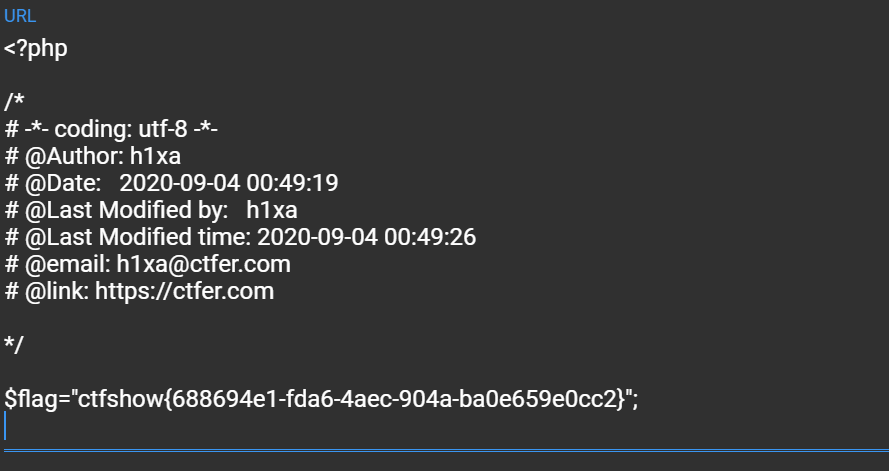 URL
<?php
/*
# -*- coding: utf-8 -*-
# @Author: h1xa
# @Date:   2020-09-04 00:49:19
# @Last Modified by:   h1xa
# @Last Modified time: 2020-09-04 00:49:26
# @email: h1xa@ctfer.com
# @link: https://ctfer.com
*/
$flag="ctfshow{688694e1-fda6-4aec-904a-ba0e659e0cc2}";